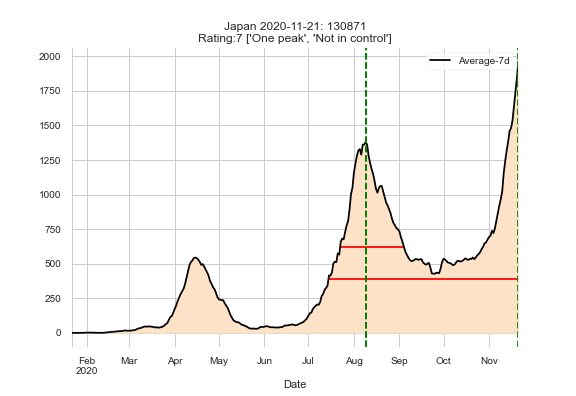 Japan 2020-11-21: 130871
Rating:7 ['One peak', 'Not in control']
Average-7d
2000
1750
1500
1250
1000
750
500
250
0
Feb Mar Apr May Jun Jul Aug Sep Oct Nov
2020
Date